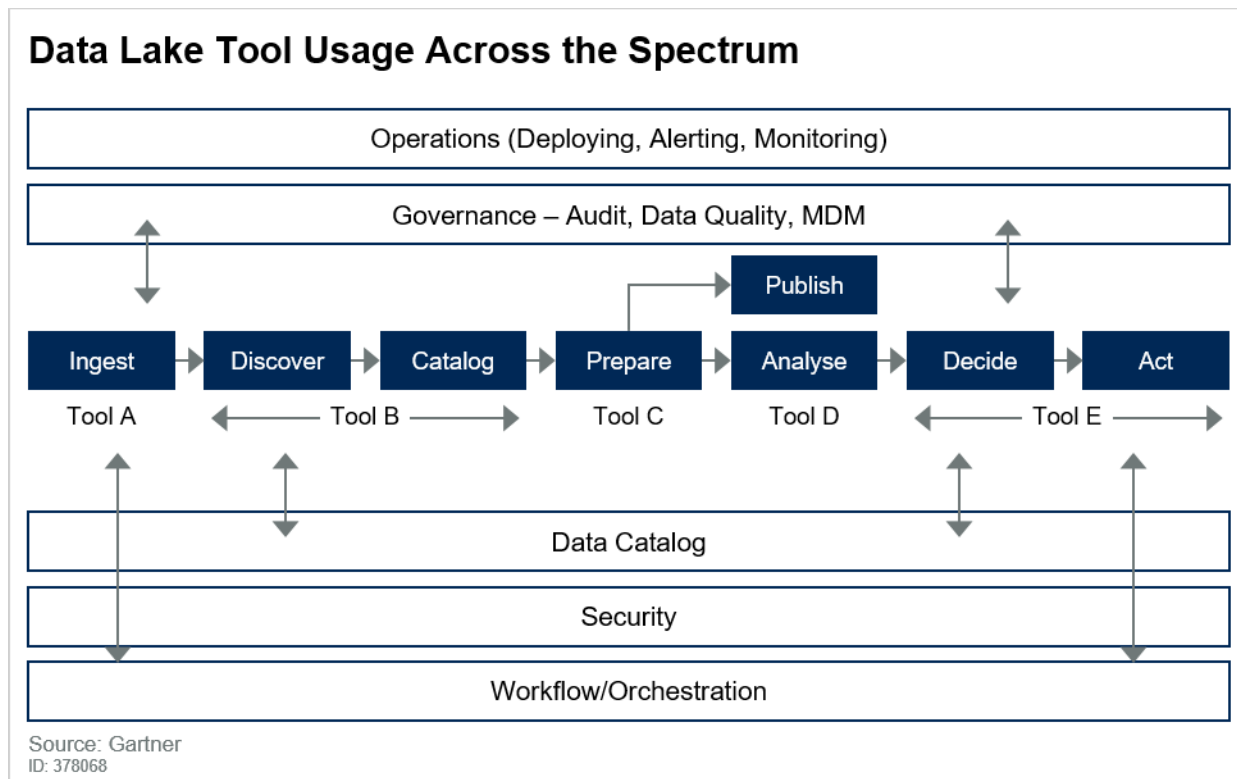 Data Lake Tool Usage Across the Spectrum
Operations (Deploying, Alerting, Monitoring)
Governance – Audit, Data Quality, MDM
Publish
Ingest
Discover
Catalog
Prepare
Analyse
Decide
Act
Tool A
Tool B
Tool C
Tool D
Tool E
Data Catalog
Security
Workflow/Orchestration
Source: Gartner
ID: 378068